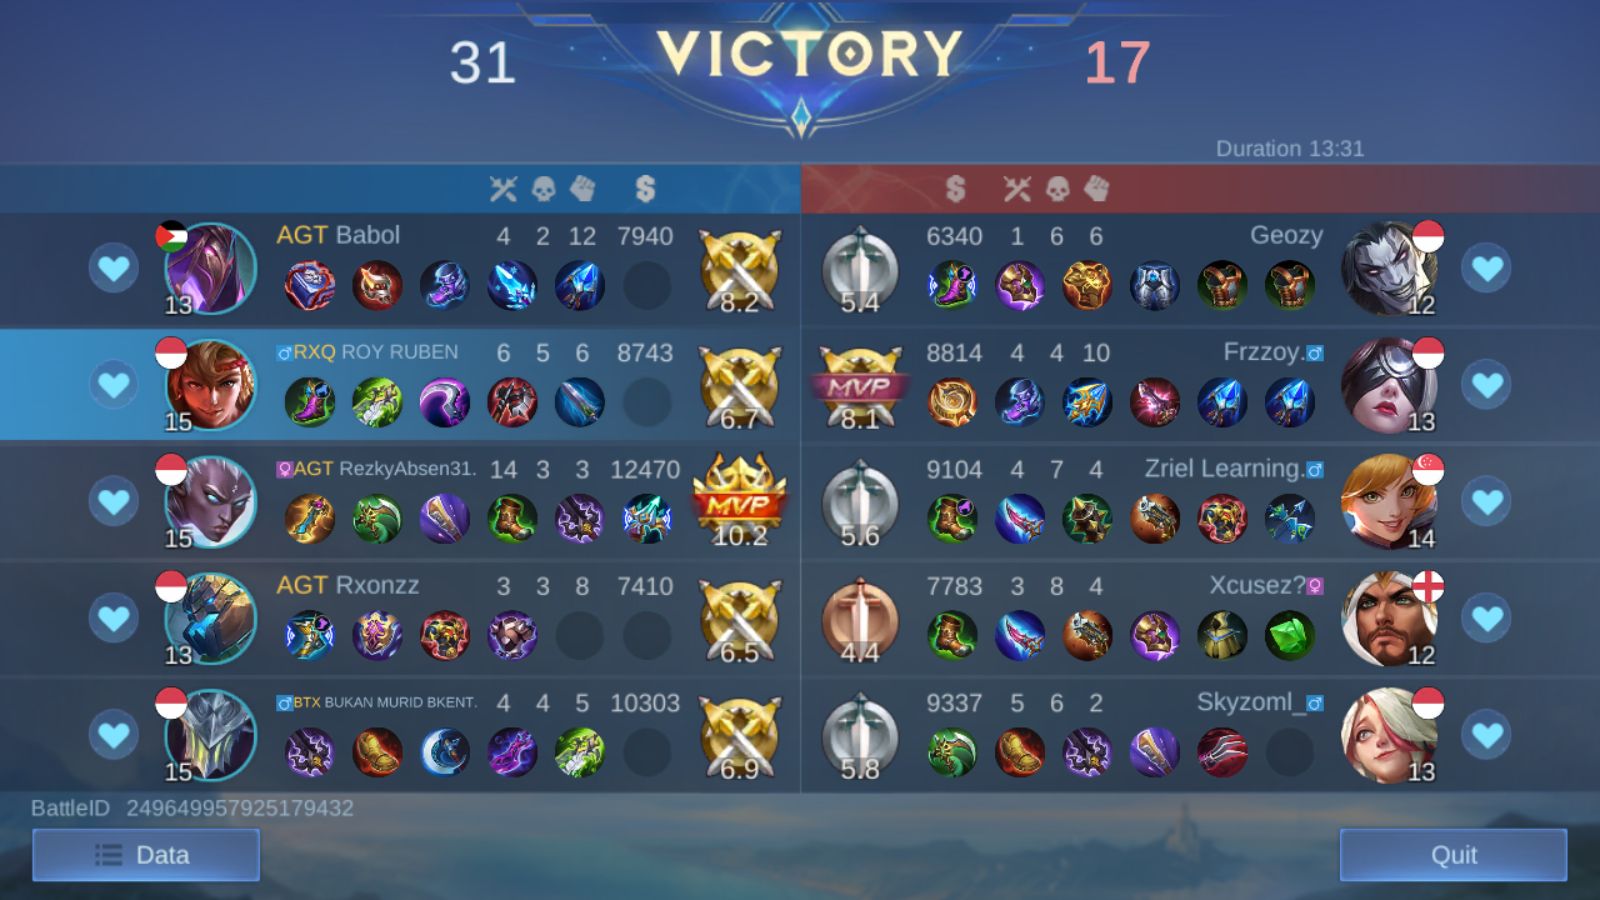 31 VICTORY 17
Duration 13:31
AGT Babol 4 2 12 7940
13 8.2
RXQ ROY RUBEN 6 5 6 8743
15 6.7
AGT RezkyAbsen31. 14 3 3 12470
MVP
15 10.2
AGT Rxonzz 3 3 8 7410
13 6.5
BTX BUKAN MURID BKENT. 4 4 5 10303
15 6.9
6340 1 6 6 Geozy
5.4 12
8814 4 4 10 Frzzoy.
MVP
8.1 13
9104 4 7 4 Zriel Learning.
5.6 14
7783 3 8 4 Xcusez?
4.4 12
9337 5 6 2 Skyzoml_
5.8 13
BattleID 249649957925179432
Data
Quit